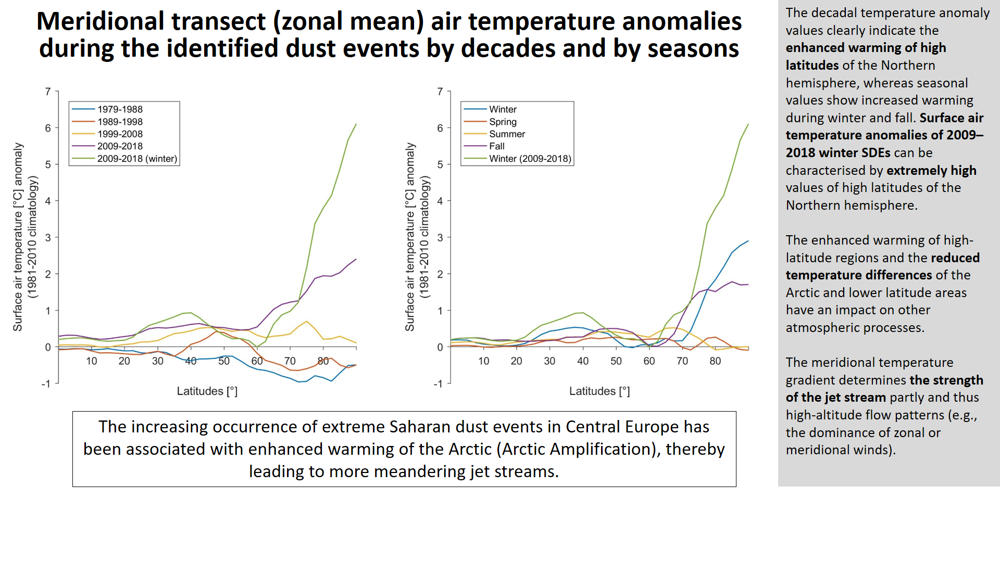 Meridional transect (zonal mean) air temperature anomalies
during the identified dust events by decades and by seasons
7
6
5
4
3
2
1
0
-1
1979-1988
1989-1998
1999-2008
2009-2018
2009-2018 (winter)
Surface air temperature [°C] anomaly
(1981-2010 climatology)
10 20 30 40 50 60 70 80
Latitudes [°]
7
6
5
4
3
2
1
0
-1
Winter
Spring
Summer
Fall
Winter (2009-2018)
Surface air temperature [°C] anomaly
(1981-2010 climatology)
10 20 30 40 50 60 70 80
Latitudes [°]
The increasing occurrence of extreme Saharan dust events in Central Europe has
been associated with enhanced warming of the Arctic (Arctic Amplification), thereby
leading to more meandering jet streams.
The decadal temperature anomaly
values clearly indicate the
enhanced warming of high
latitudes of the Northern
hemisphere, whereas seasonal
values show increased warming
during winter and fall. Surface air
temperature anomalies of 2009–
2018 winter SDEs can be
characterised by extremely high
values of high latitudes of the
Northern hemisphere.
The enhanced warming of high-
latitude regions and the reduced
temperature differences of the
Arctic and lower latitude areas
have an impact on other
atmospheric processes.
The meridional temperature
gradient determines the strength
of the jet stream partly and thus
high-altitude flow patterns (e.g.,
the dominance of zonal or
meridional winds).